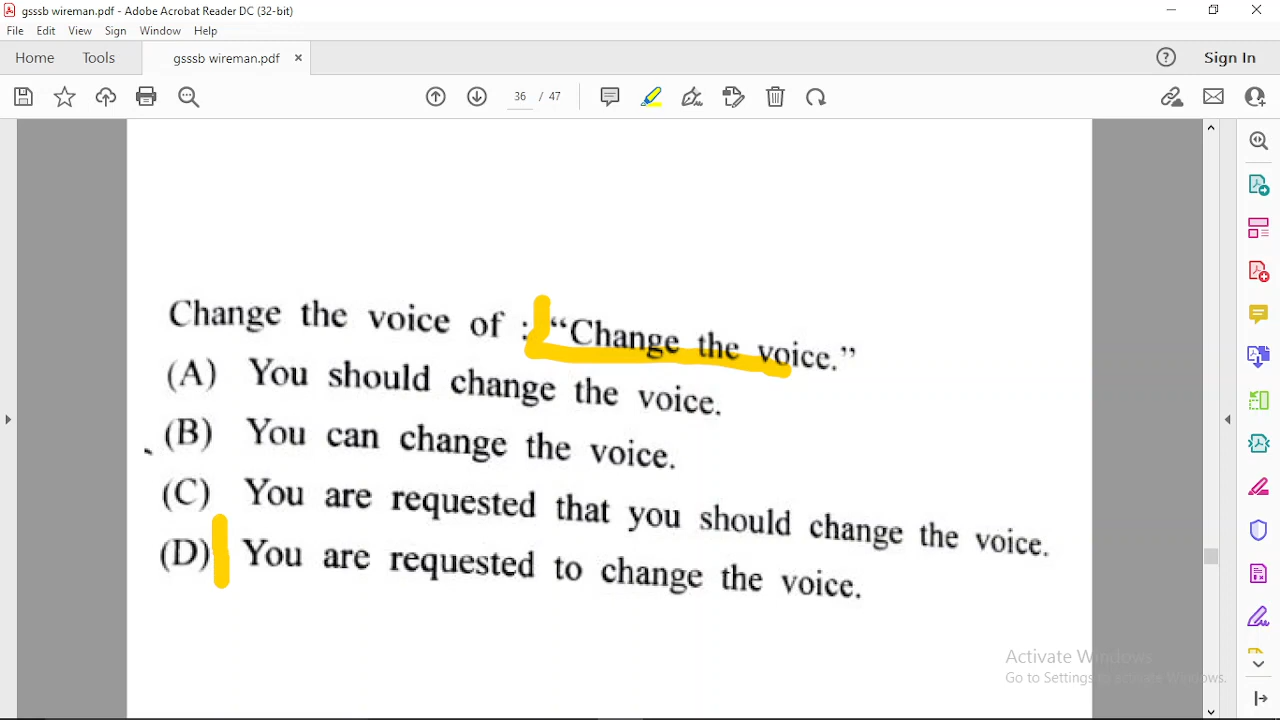 gsssb wireman.pdf - Adobe Acrobat Reader DC (32-bit)
File Edit View Sign Window Help
Home Tools gsssb wireman.pdf × ? Sign In
36 / 47
Change the voice of : “Change the voice.”
(A) You should change the voice.
(B) You can change the voice.
(C) You are requested that you should change the voice.
(D) You are requested to change the voice.
Activate Windows
Go to Settings to activate Windows.